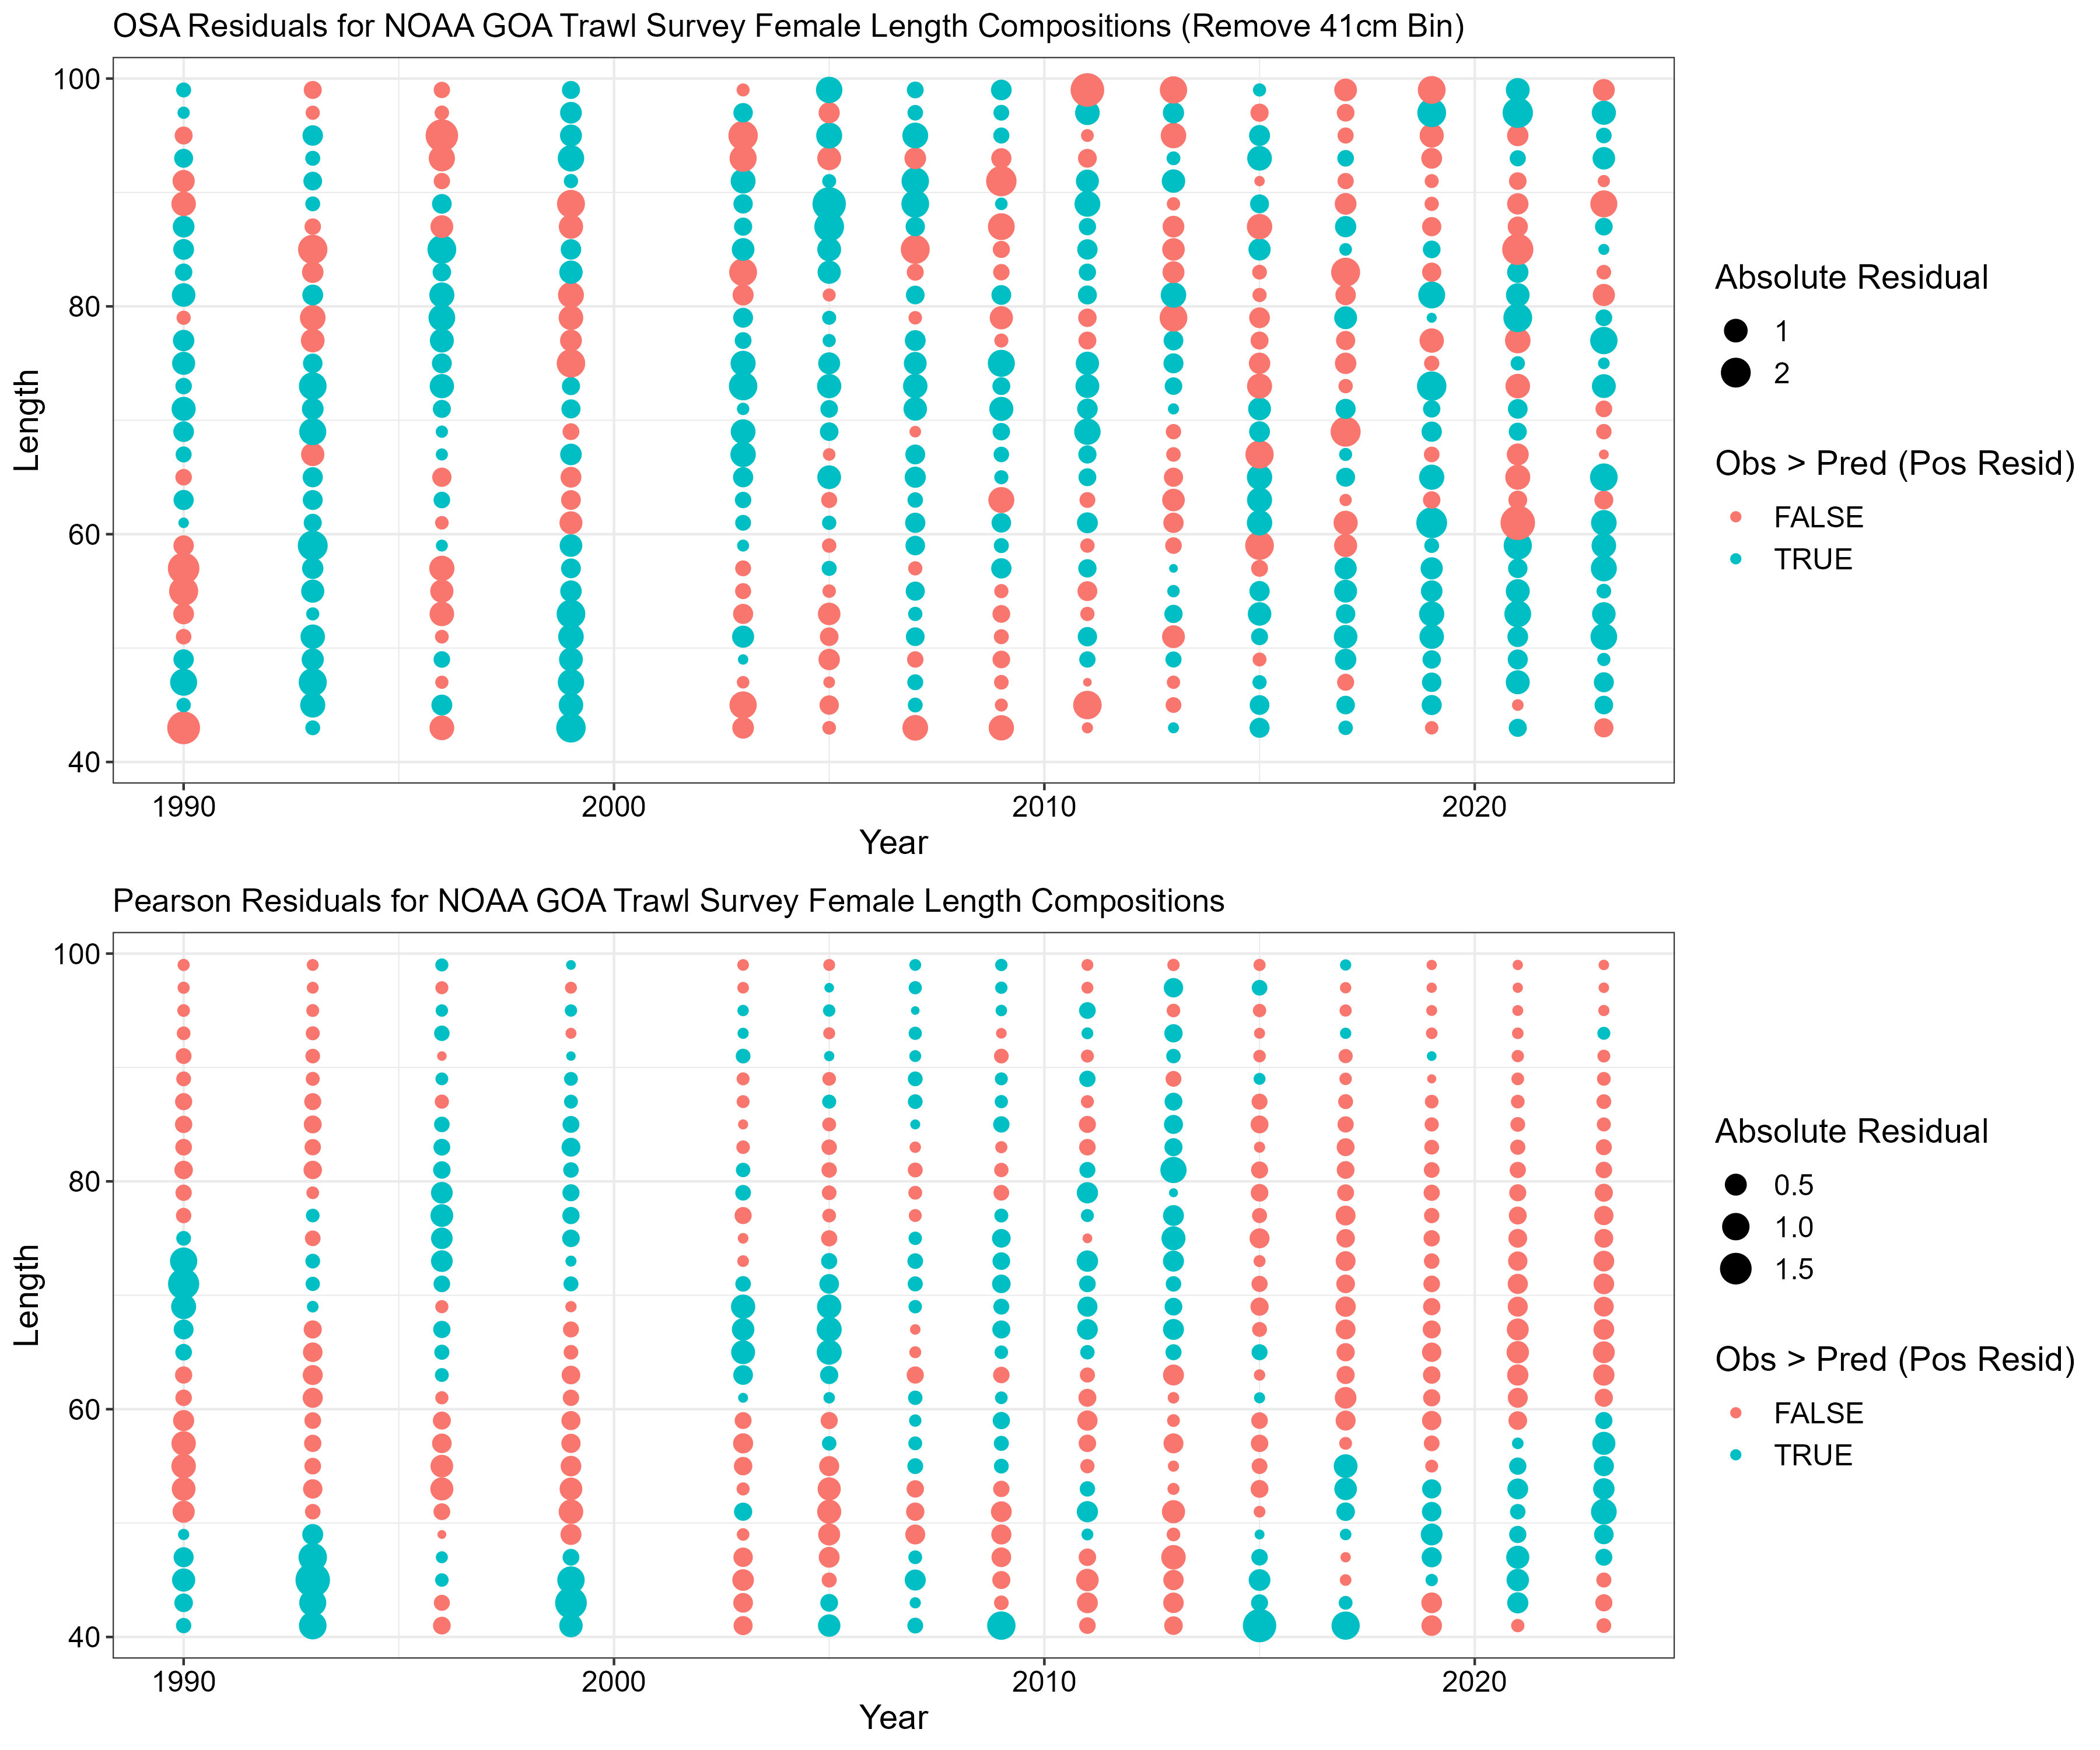 OSA Residuals for NOAA GOA Trawl Survey Female Length Compositions (Remove 41cm Bin)
100
80
60
40
Length
1990
2000
2010
2020
Year
Absolute Residual
1
2
Obs > Pred (Pos Resid)
FALSE
TRUE
Pearson Residuals for NOAA GOA Trawl Survey Female Length Compositions
100
80
60
40
Length
1990
2000
2010
2020
Year
Absolute Residual
0.5
1.0
1.5
Obs > Pred (Pos Resid)
FALSE
TRUE